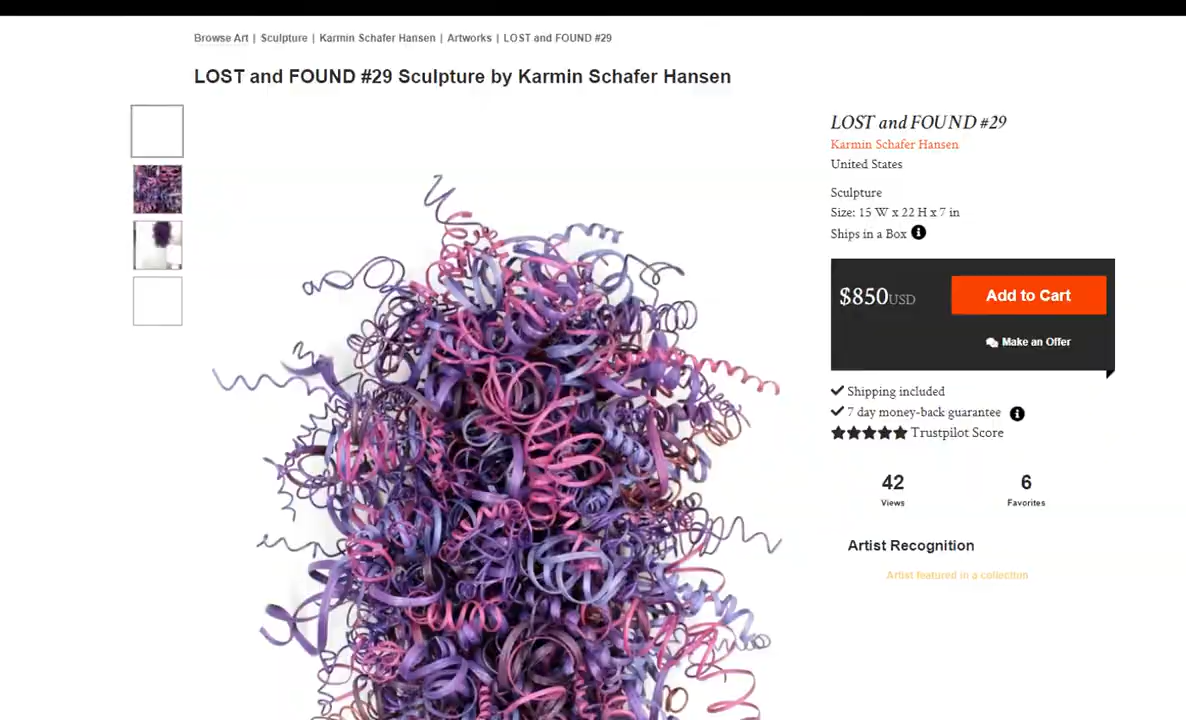 Browse Art | Sculpture | Karmin Schafer Hansen | Artworks | LOST and FOUND #29
LOST and FOUND #29 Sculpture by Karmin Schafer Hansen
LOST and FOUND #29
Karmin Schafer Hansen
United States
Sculpture
Size: 15 W x 22 H x 7 in
Ships in a Box
$850USD
Add to Cart
Make an Offer
Shipping included
7 day money-back guarantee
Trustpilot Score
42
Views
6
Favorites
Artist Recognition
Artist featured in a collection